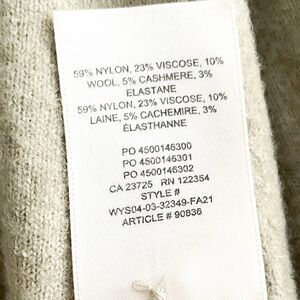 59% NYLON, 23% VISCOSE, 10%
WOOL, 5% CASHMERE, 3%
ELASTANE
59% NYLON, 23% VISCOSE, 10%
LAINE, 5% CACHEMIRE, 3%
ÉLASTHANNE
PO 4500146300
PO 4500146301
PO 4500146302
CA 23725 RN 122354
STYLE #
WYS04-03-32349-FA21
ARTICLE # 90836